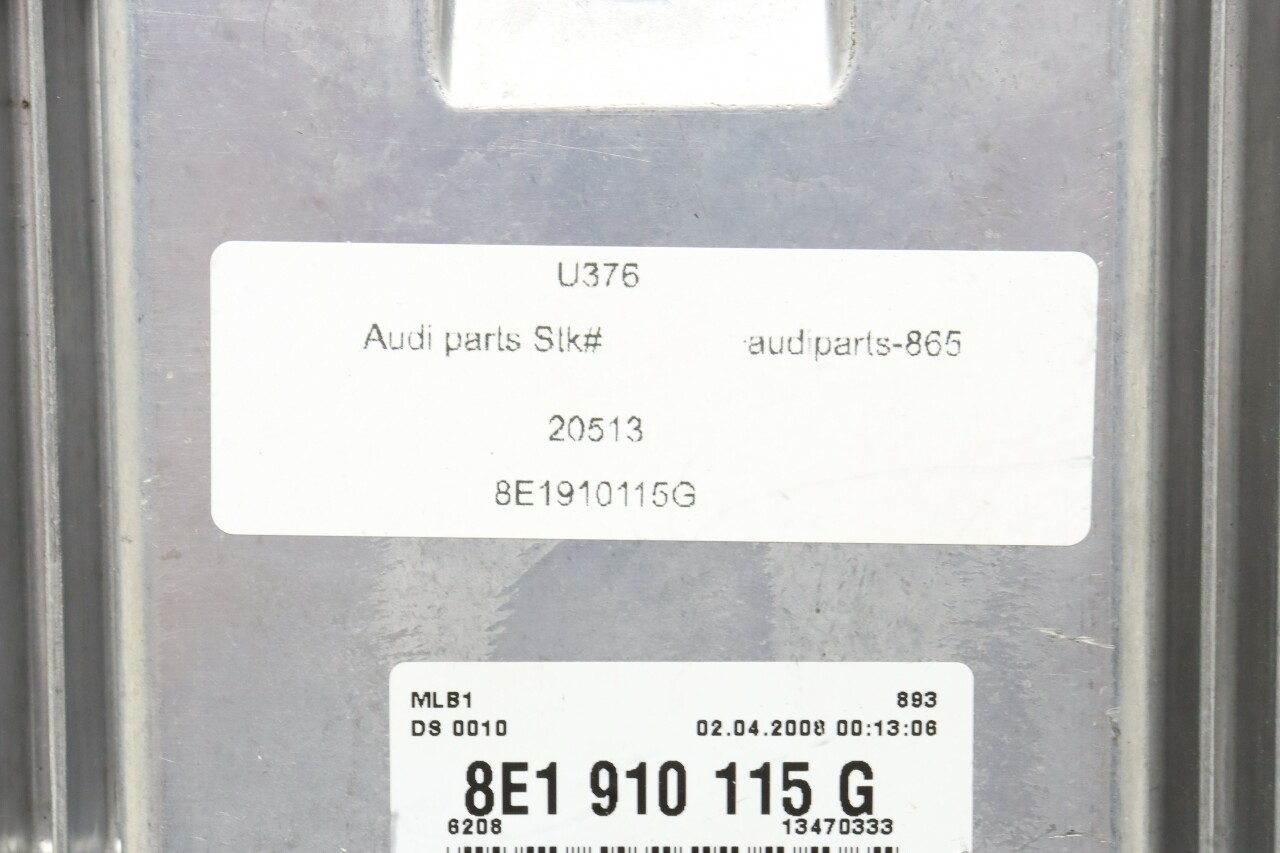 U376
Audi parts Stk# audiparts-865
20513
8E1910115G
MLB1 893
DS 0010 02.04.2008 00:13:06
8E1 910 115 G
6208 13470333